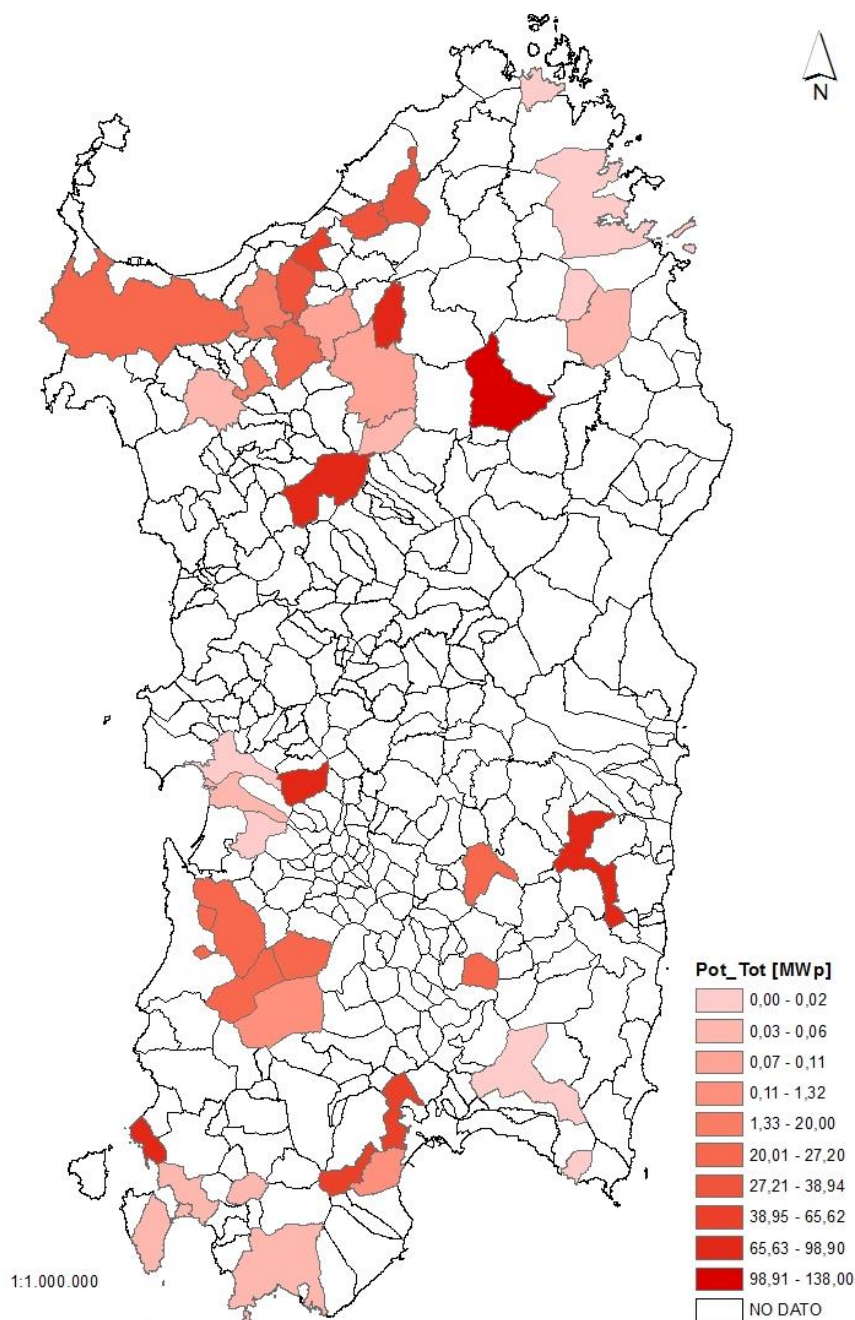 N
Pot_Tot [MWp]
0,00 - 0,02
0,03 - 0,06
0,07 - 0,11
0,11 - 1,32
1,33 - 20,00
20,01 - 27,20
27,21 - 38,94
38,95 - 65,62
65,63 - 98,90
98,91 - 138,00
NO DATO
1:1.000.000